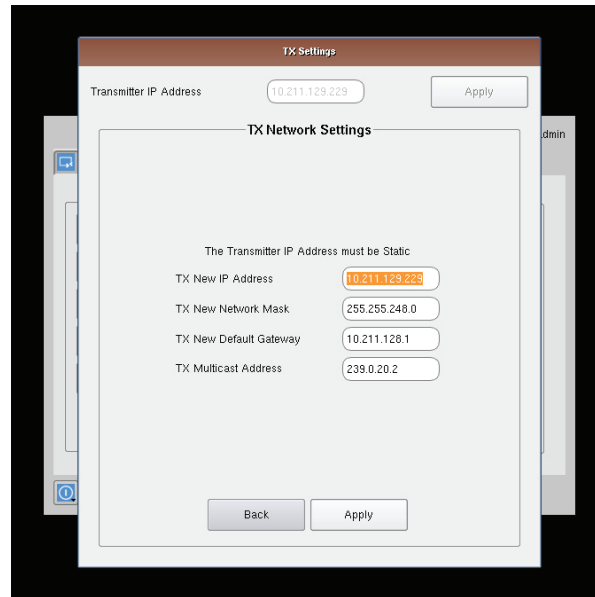 TX Settings
Transmitter IP Address 10.211.129.229 Apply
TX Network Settings
dmin
The Transmitter IP Address must be Static
TX New IP Address 10.211.129.229
TX New Network Mask 255.255.248.0
TX New Default Gateway 10.211.128.1
TX Multicast Address 239.0.20.2
Back Apply